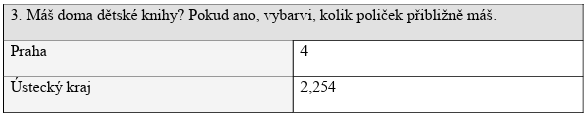 3. Máš doma dětské knihy? Pokud ano, vybarvi, kolik poliček přibližně máš.
Praha 4
Ústecký kraj 2,254